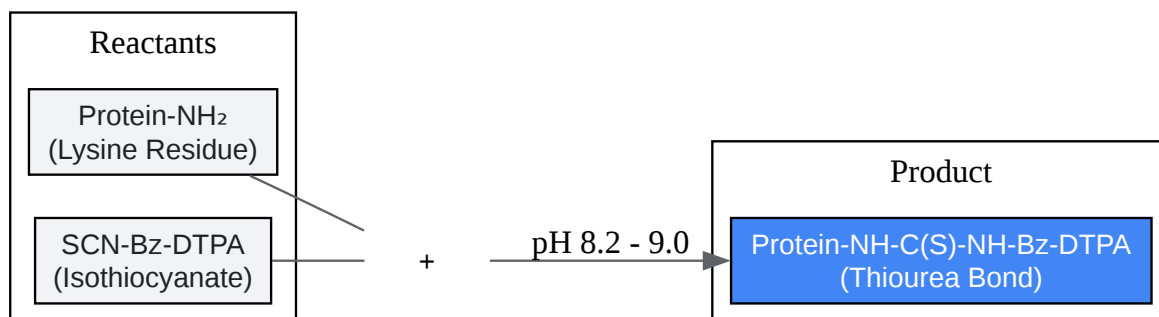 Reactants
Protein-NH₂
(Lysine Residue)
SCN-Bz-DTPA
(Isothiocyanate)
+
pH 8.2 - 9.0
Product
Protein-NH-C(S)-NH-Bz-DTPA
(Thiourea Bond)